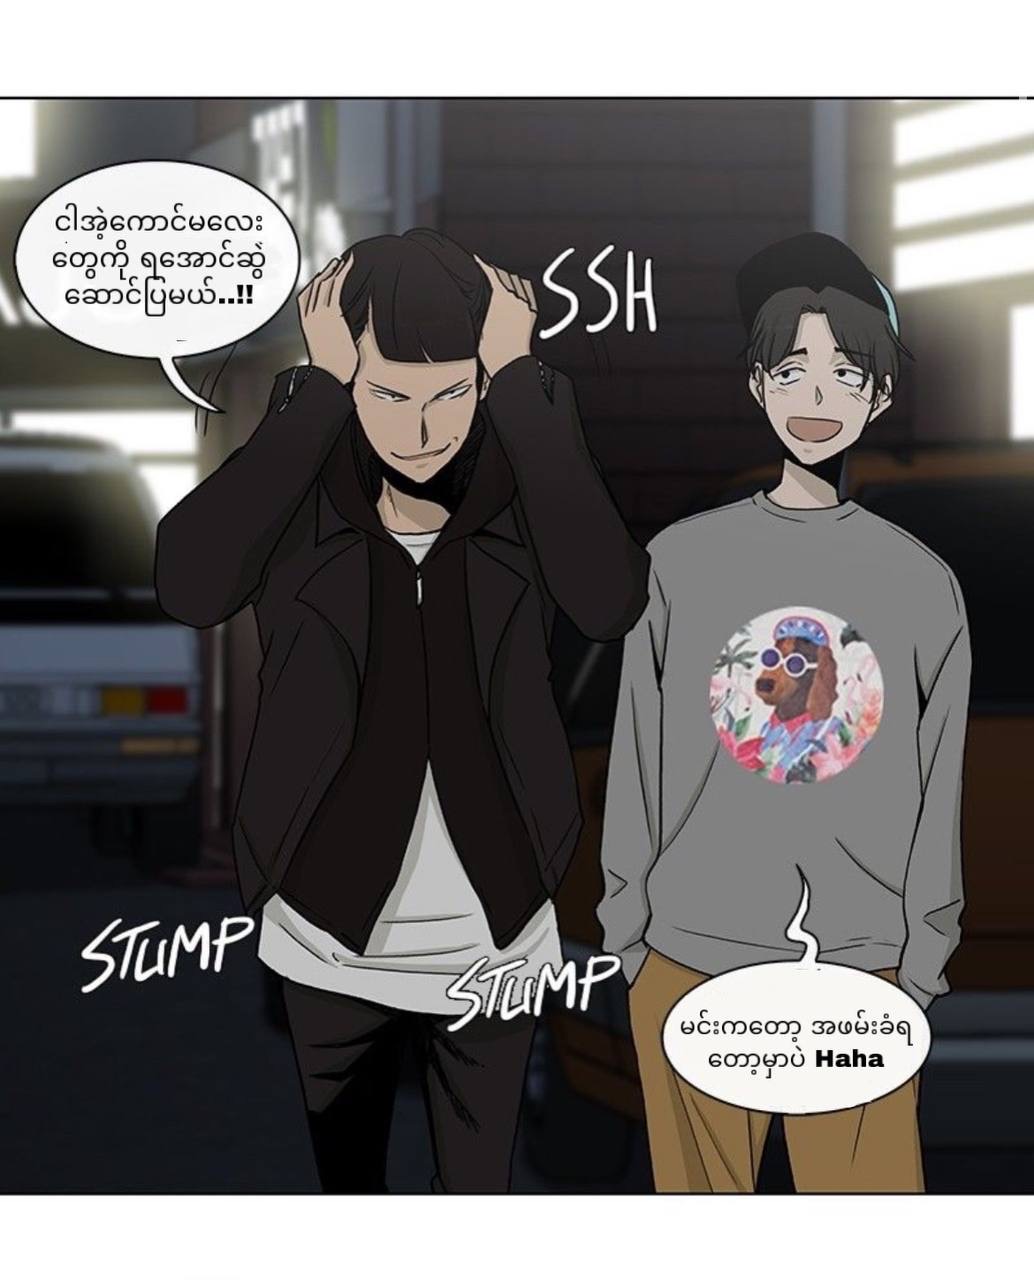 ငါအဲ့ကောင်မလေး
တွေကို ရအောင်ဆွဲ
ဆောင်ပြမယ်..!!
SSH
STUMP
STUMP
မင်းကတော့ အဖမ်းခံရ
တော့မှာပဲ Haha